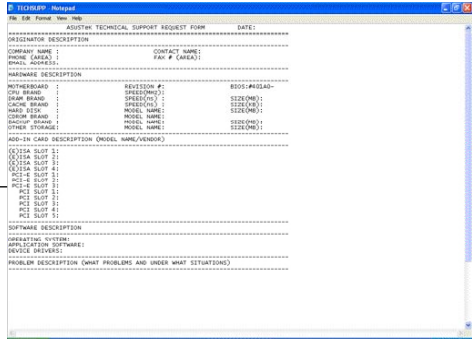 TECHSUPP - Notepad
File Edit Format View Help
ASUSTeK TECHNICAL SUPPORT REQUEST FORM DATE:
ORIGINATOR DESCRIPTION
COMPANY NAME : CONTACT NAME:
PHONE (AREA) : FAX # (AREA):
EMAIL ADDRESS:
HARDWARE DESCRIPTION
MOTHERBOARD : REVISION #: BIOS:#401A0-
CPU BRAND : SPEED(MHz):
DRAM BRAND : SPEED(ns) : SIZE(MB):
CACHE BRAND : SPEED(ns) : SIZE(KB):
HARD DISK : MODEL NAME: SIZE(MB):
CDROM BRAND : MODEL NAME:
BACKUP BRAND : MODEL NAME: SIZE(MB):
OTHER STORAGE: MODEL NAME: SIZE(MB):
ADD-IN CARD DESCRIPTION (MODEL NAME/VENDOR)
(E)ISA SLOT 1:
(E)ISA SLOT 2:
(E)ISA SLOT 3:
(E)ISA SLOT 4:
PCI-E SLOT 1:
PCI-E SLOT 2:
PCI-E SLOT 3:
PCI SLOT 1:
PCI SLOT 2:
PCI SLOT 3:
PCI SLOT 4:
PCI SLOT 5:
SOFTWARE DESCRIPTION
OPERATING SYSTEM:
APPLICATION SOFTWARE:
DEVICE DRIVERS:
PROBLEM DESCRIPTION (WHAT PROBLEMS AND UNDER WHAT SITUATIONS)